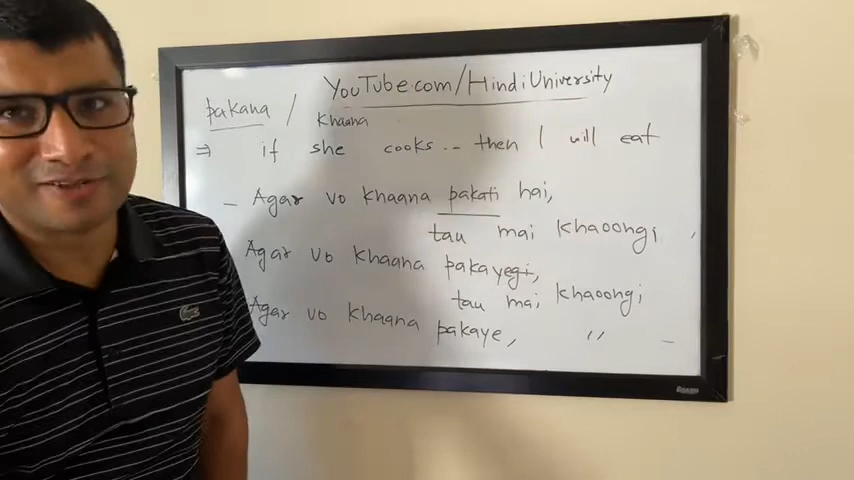 YouTube.com/HindiUniversity
pakana / khaana
⇒ if she cooks -- then I will eat
- Agar vo khaana pakati hai,
tau mai khaoongi,
Agar vo khaana pakayegi,
tau mai khaoongi
Agar vo khaana pakaye, " -